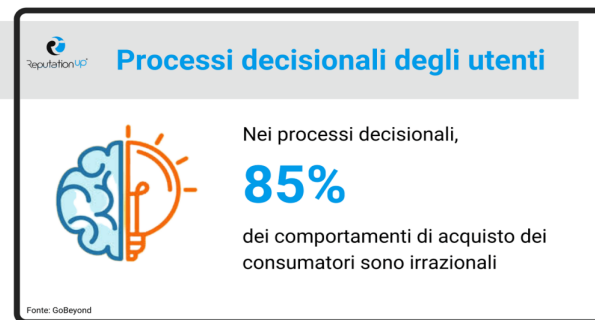 ReputationUP
Processi decisionali degli utenti
Nei processi decisionali,
85%
dei comportamenti di acquisto dei
consumatori sono irrazionali
Fonte: GoBeyond